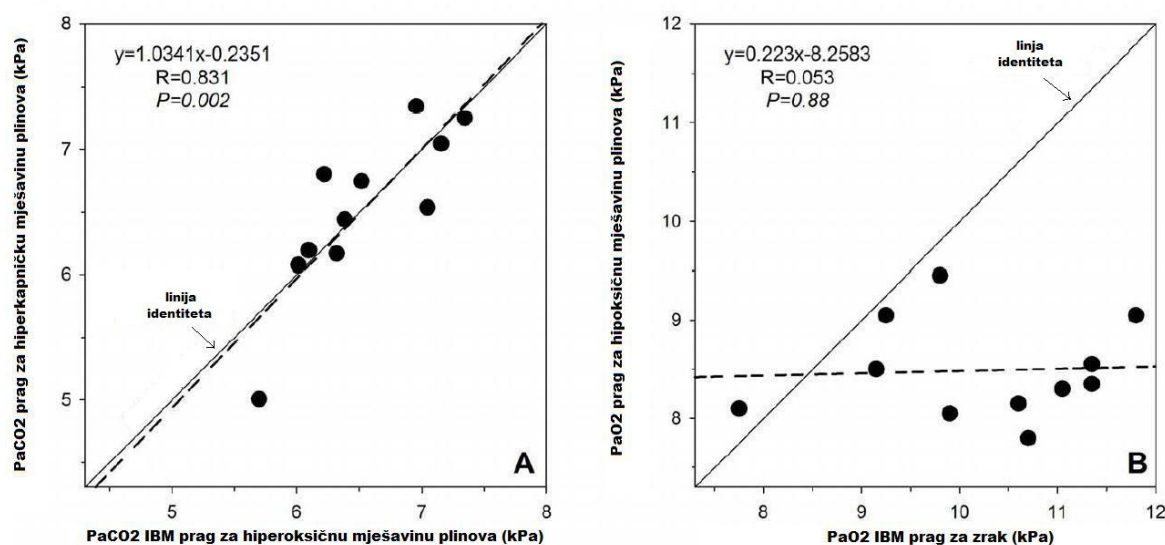 PaCO2 prag za hiperkapničku mješavinu plinova (kPa)
8
7
6
5
y=1.0341x-0.2351
R=0.831
P=0.002
linija
identiteta
A
5
6
7
8
PaCO2 IBM prag za hiperoksičnu mješavinu plinova (kPa)
PaO2 prag za hipoksičnu mješavinu plinova (kPa)
12
11
10
9
8
y=0.223x-8.2583
R=0.053
P=0.88
linja
identiteta
B
8
9
10
11
12
PaO2 IBM prag za zrak (kPa)